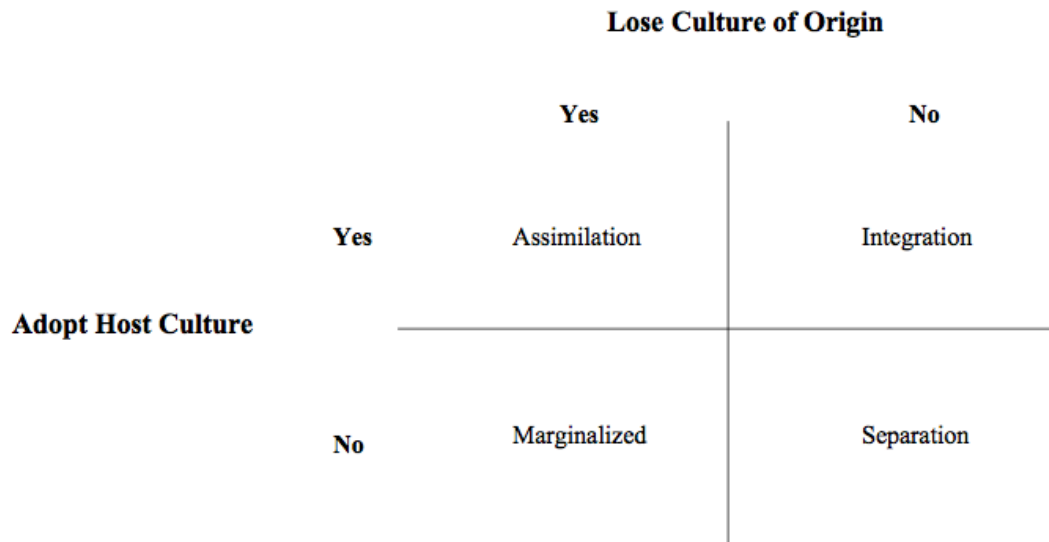 Lose Culture of Origin
Yes No
Yes Assimilation Integration
Adopt Host Culture
No Marginalized Separation